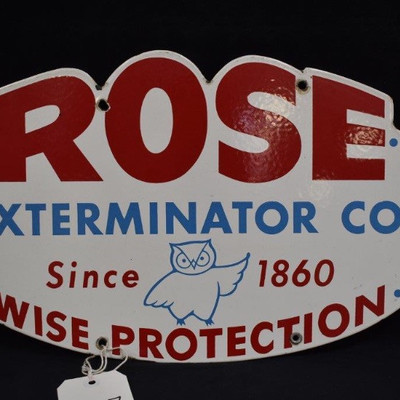 ROSE
XTERMINATOR CO
Since 1860
WISE PROTECTION